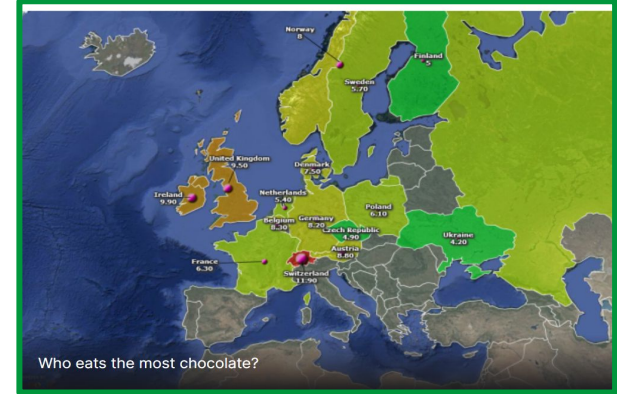 Norway
8
Finland
5
Sweden
5.70
United Kingdom
9.50
Denmark
7.50
Ireland
9.90
Netherlands
5.40
Poland
6.10
Belgium
8.30
Germany
8.20
Czech Republic
4.90
Ukraine
4.20
Austria
8.80
France
6.30
Switzerland
11.90
Who eats the most chocolate?